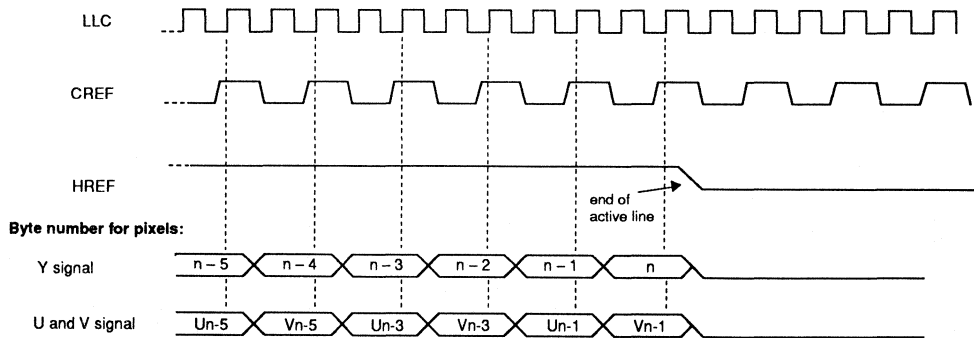 LLC
CREF
HREF
end of
active line
Byte number for pixels:
Y signal
n – 5 n – 4 n – 3 n – 2 n – 1 n
U and V signal
Un-5 Vn-5 Un-3 Vn-3 Un-1 Vn-1